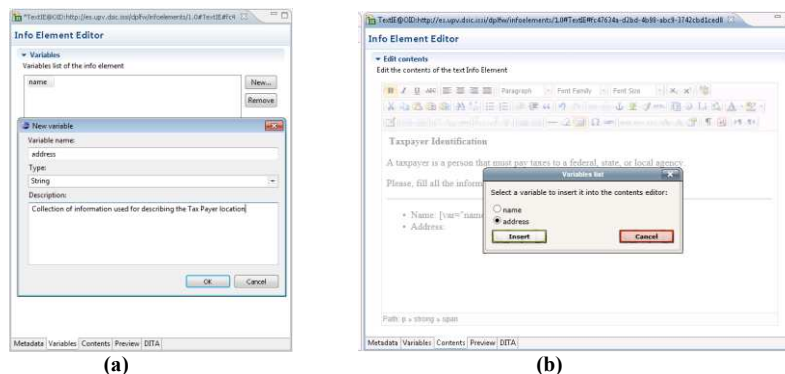 *TextIE@OID:http://es.upv.dsic.issi/dplfw/infoelements/1.0#TextIE#fc4
Info Element Editor
Variables
Variables list of the info element
name
New...
Remove
New variable
Variable name:
address
Type:
String
Description:
Collection of information used for describing the Tax Payer location
OK Cancel
Metadata Variables Contents Preview DITA
(a)
TextIE@OID:http://es.upv.dsic.issi/dplfw/infoelements/1.0#TextIE#fc47634a-d2bd-4b98-abc9-3742cbd1ced8
Info Element Editor
Edit contents
Edit the contents of the text Info Element
B I U ABC Paragraph Font Family Font Size
Taxpayer Identification
A taxpayer is a person that must pay taxes to a federal, state, or local agency.
Please, fill all the inform
Variables list
Select a variable to insert it into the contents editor:
name
address
Insert Cancel
Name: [var="name
Address:
Path: p » strong » span
Metadata Variables Contents Preview DITA
(b)